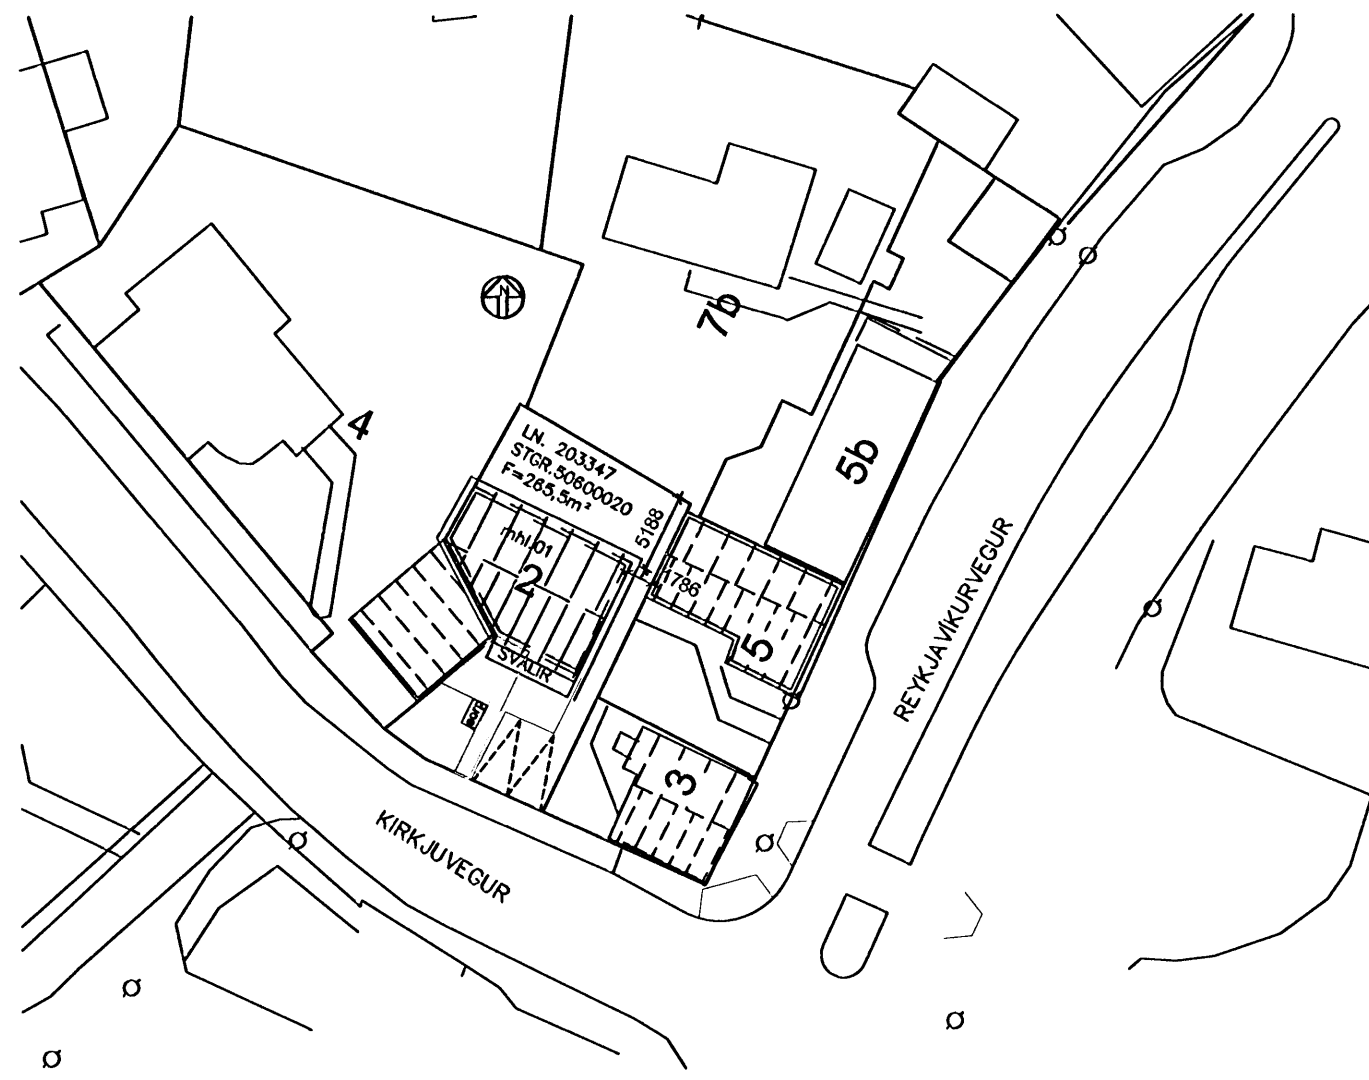 7b
4
5b
LN. 203347
STGR.50600020
F=265,5m²
5188
mhl.01
2
1786
5
SVALIR
sorp
3
REYKJAVÍKURVEGUR
KIRKJUVEGUR